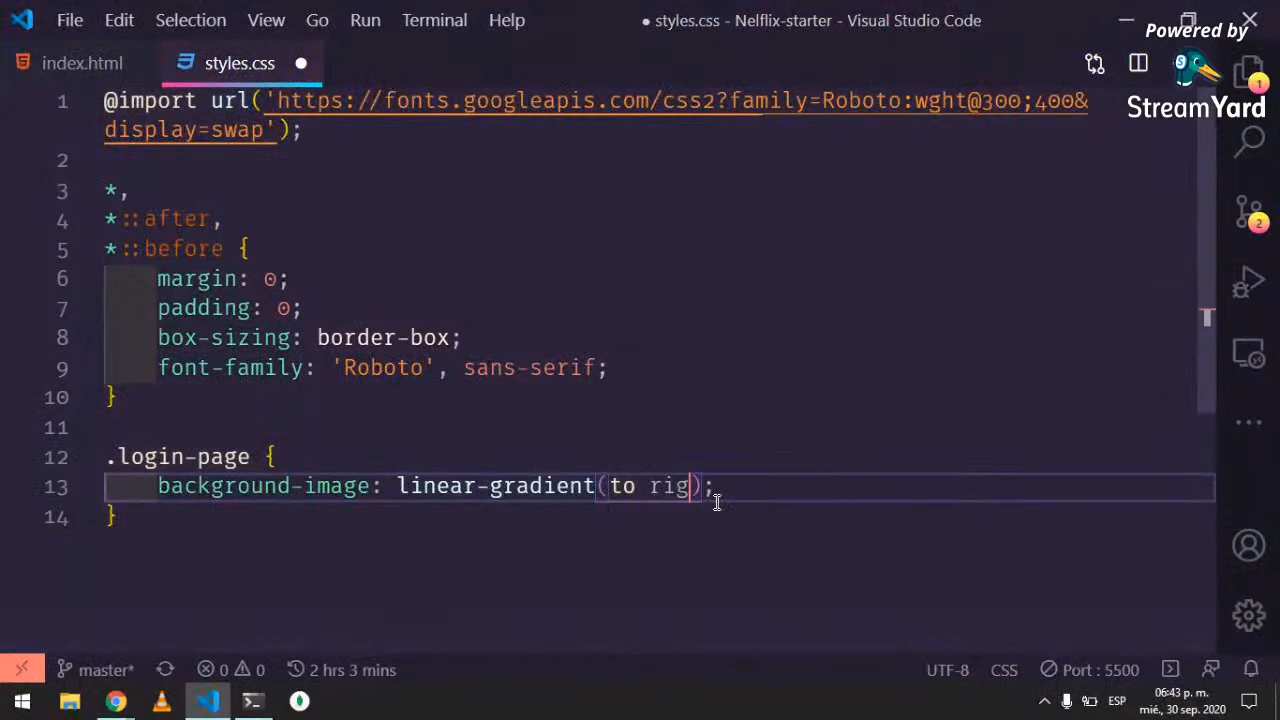 File Edit Selection View Go Run Terminal Help
● styles.css - Nelflix-starter - Visual Studio Code
Powered by
StreamYard
index.html
styles.css
1 @import url('https://fonts.googleapis.com/css2?family=Roboto:wght@300;400&
display=swap');
2
3 *,
4 *::after,
5 *::before {
6 margin: 0;
7 padding: 0;
8 box-sizing: border-box;
9 font-family: 'Roboto', sans-serif;
10 }
11
12 .login-page {
13 background-image: linear-gradient(to rig);
14 }
1
2
master* 0 0 2 hrs 3 mins
UTF-8 CSS Port : 5500
ESP
06:43 p. m.
mié., 30 sep. 2020